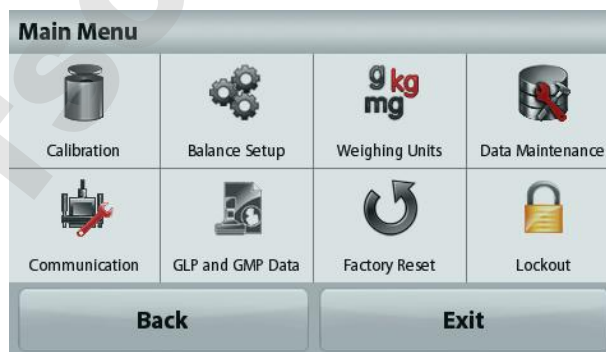 Main Menu
g kg
mg
Calibration
Balance Setup
Weighing Units
Data Maintenance
Communication
GLP and GMP Data
Factory Reset
Lockout
Back
Exit